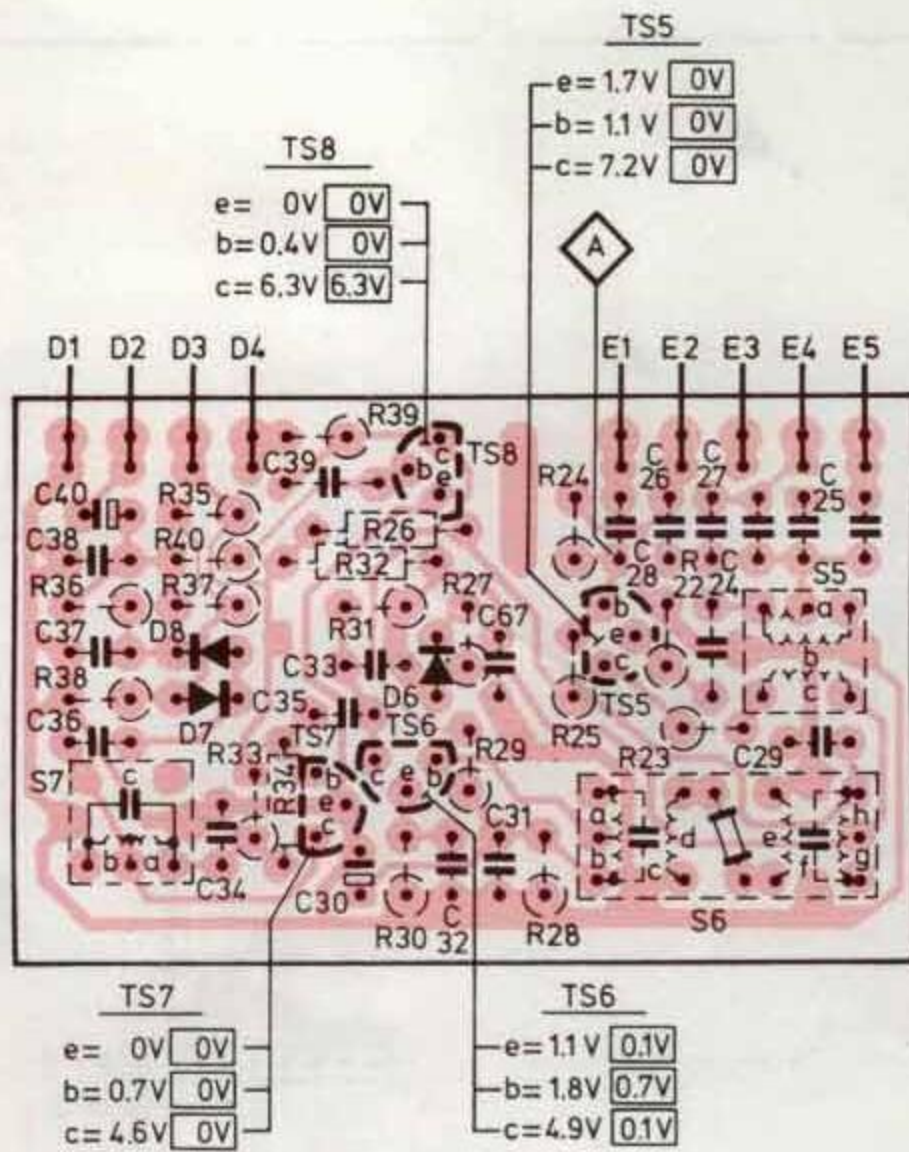 TS5
e= 1.7V 0V
b= 1.1 V 0V
c= 7.2V 0V
TS8
e= 0V 0V
b= 0.4V 0V
c= 6.3V 6.3V
A
D1 D2 D3 D4 E1 E2 E3 E4 E5
R39
C39
TS8
c
b
e
R24
C
26
C
27
C
25
C40
R35
R26
C38
R40
R32
C
28
R
22
C
24
S5
R36
R37
R27
C67
b
e
c
a
b
c
R31
C37
D8
C33
R38
D6
TS5
C35
D7
TS7
TS6
R25
C36
R33
R34
c
e
b
R29
R23
C29
S7
c
b
a
b
e
c
C31
a
b
c
d
e
f
h
g
C34
C30
R30
C
32
R28
S6
TS7
e= 0V 0V
b= 0.7V 0V
c= 4.6V 0V
TS6
e= 1.1 V 0.1V
b= 1.8V 0.7V
c= 4.9V 0.1V